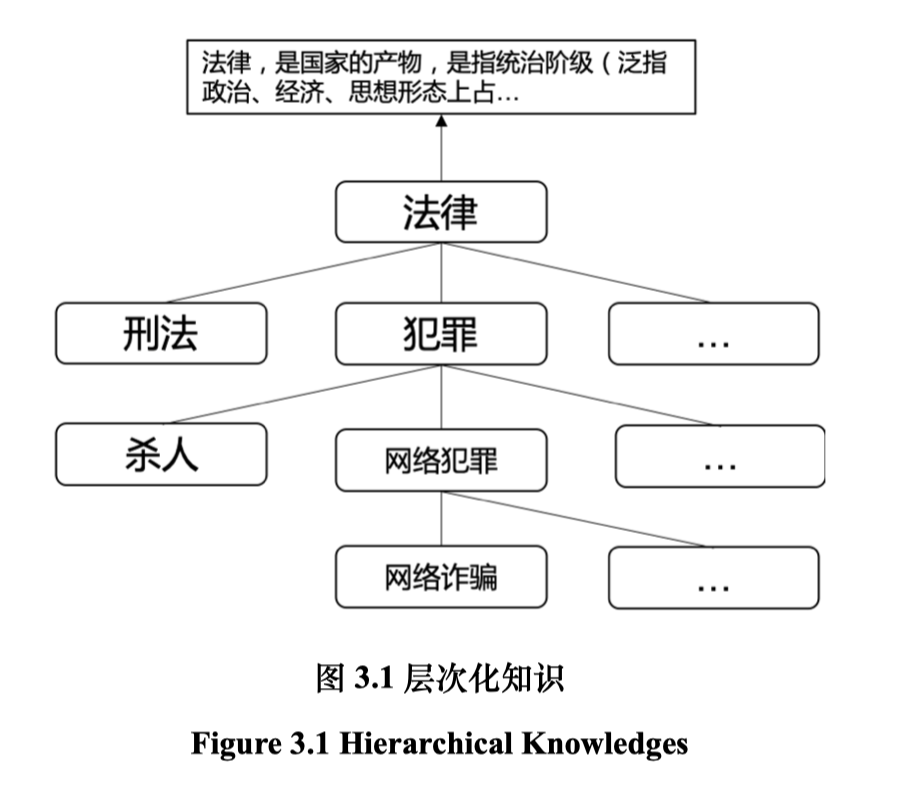 法律，是国家的产物，是指统治阶级（泛指
政治、经济、思想形态上占...
法律
刑法
犯罪
...
杀人
网络犯罪
...
网络诈骗
...
图 3.1 层次化知识
Figure 3.1 Hierarchical Knowledges